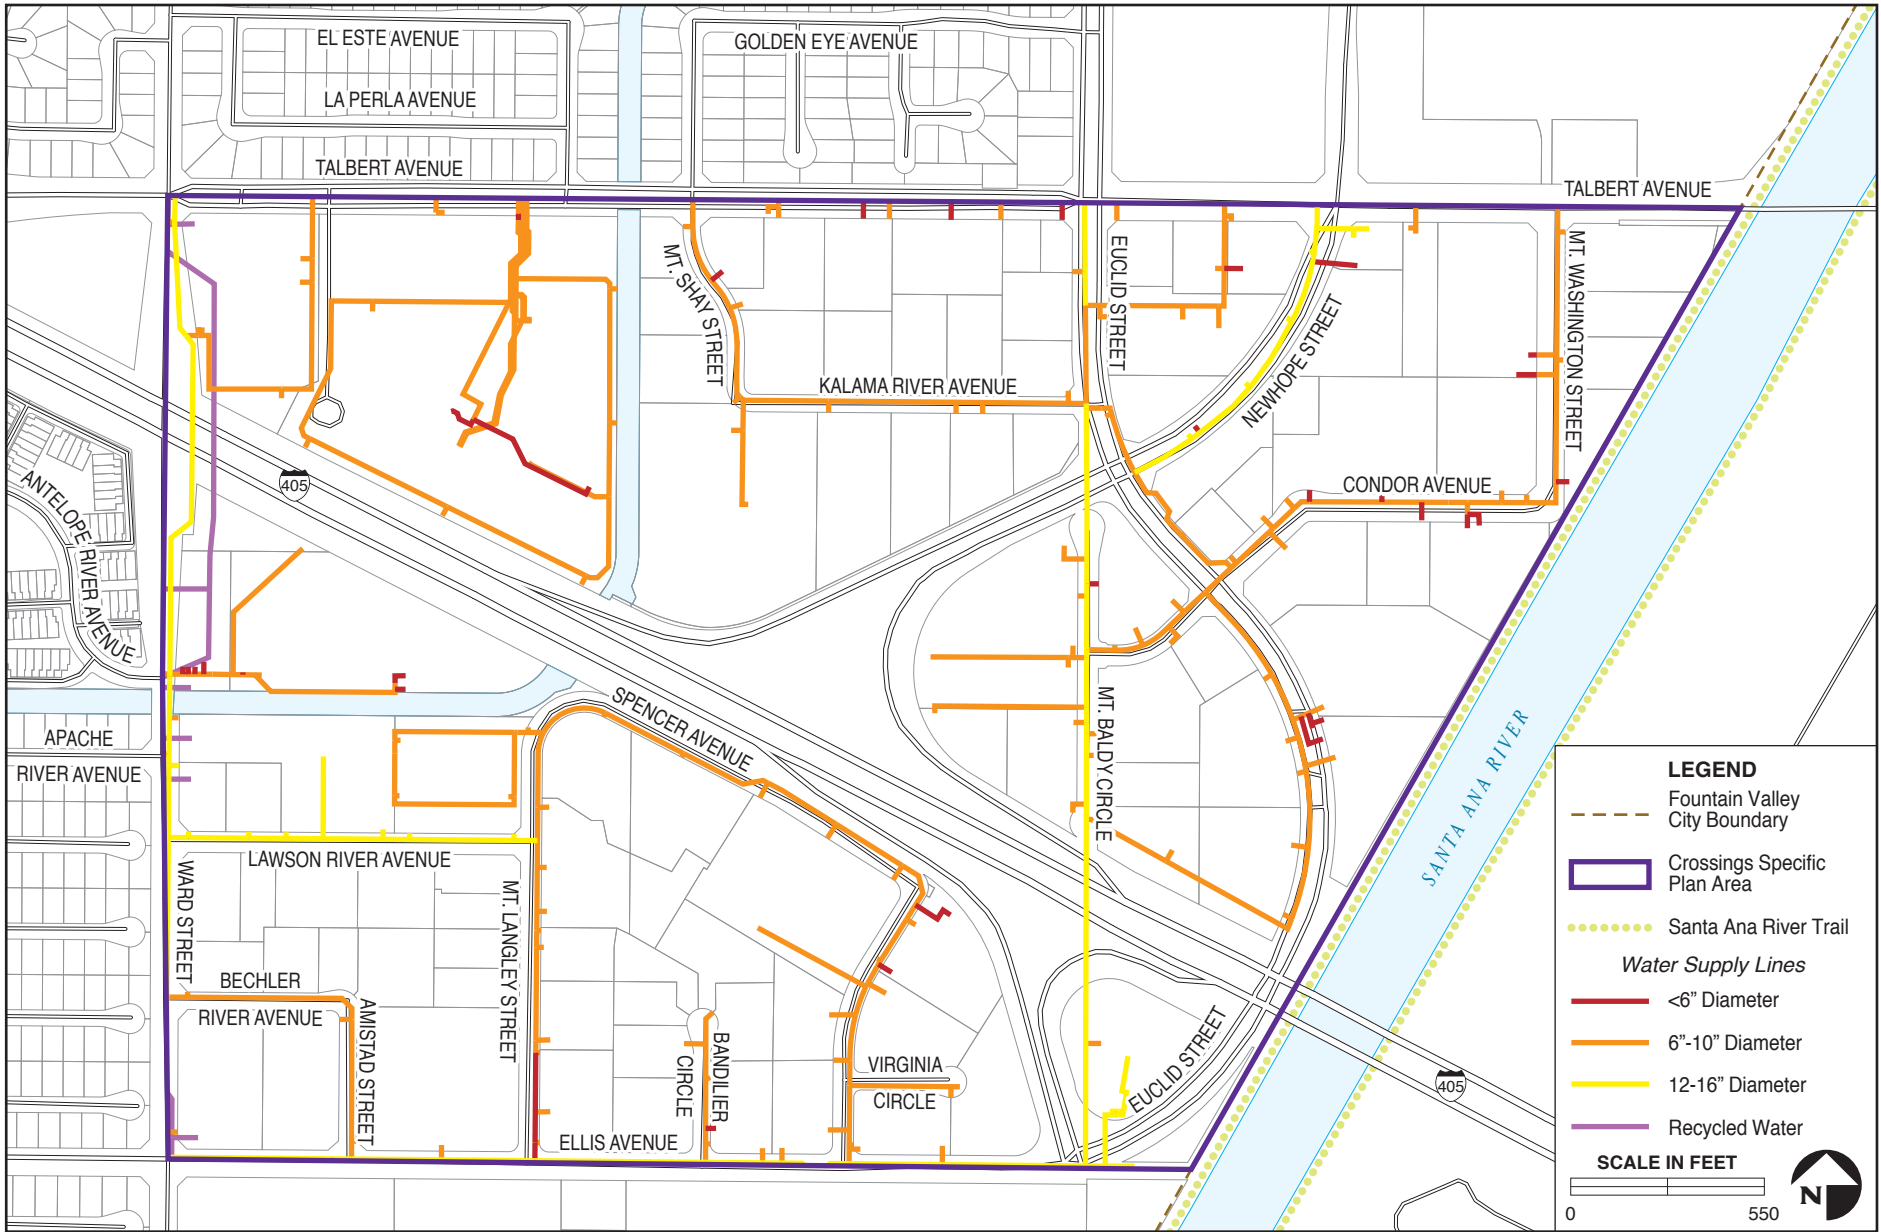 EL ESTE AVENUE
GOLDEN EYE AVENUE
LA PERLA AVENUE
TALBERT AVENUE
TALBERT AVENUE
MT. SHAY STREET
EUCLID STREET
NEWHOPE STREET
MT. WASHINGTON STREET
KALAMA RIVER AVENUE
CONDOR AVENUE
405
ANTELOPE RIVER AVENUE
SPENCER AVENUE
MT. BALDY CIRCLE
APACHE
RIVER AVENUE
SANTA ANA RIVER
LAWSON RIVER AVENUE
WARD STREET
MT. LANGLEY STREET
BECHLER
RIVER AVENUE
AMISTAD STREET
BANDILIER
CIRCLE
VIRGINIA
CIRCLE
EUCLID STREET
ELLIS AVENUE
405
LEGEND
Fountain Valley
City Boundary
Crossings Specific
Plan Area
Santa Ana River Trail
Water Supply Lines
<6” Diameter
6”-10” Diameter
12-16” Diameter
Recycled Water
SCALE IN FEET
0 550
N